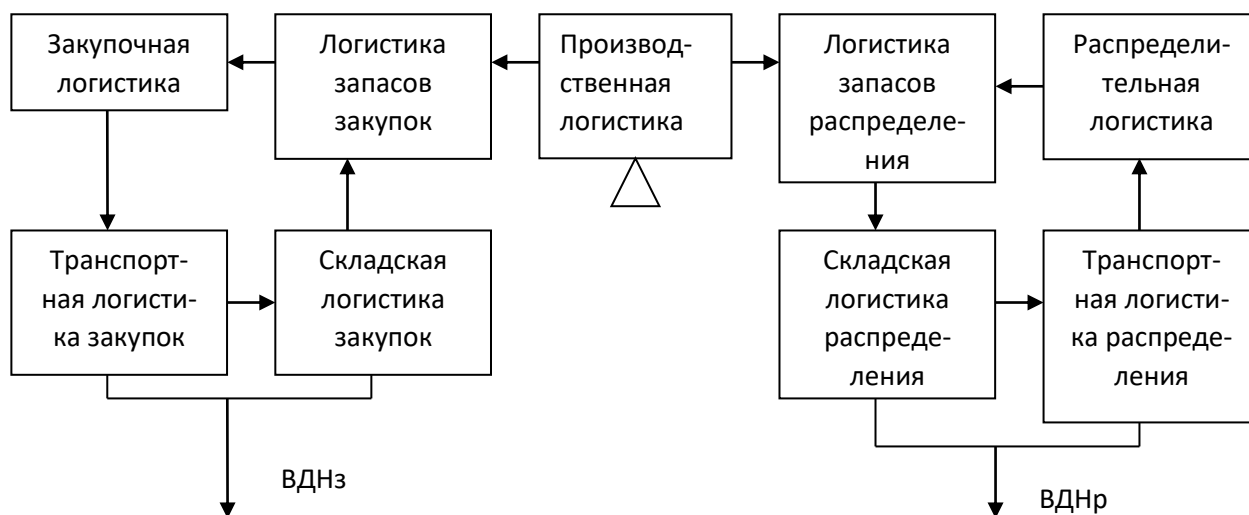 Закупочная
логистика
Логистика
запасов
закупок
Производ-
ственная
логистика
Логистика
запасов
распределе-
ния
Распредели-
тельная
логистика
Транспорт-
ная логисти-
ка закупок
Складская
логистика
закупок
Складская
логистика
распреде-
ления
Транспорт-
ная логисти-
ка распреде-
ления
ВДНз
ВДНр